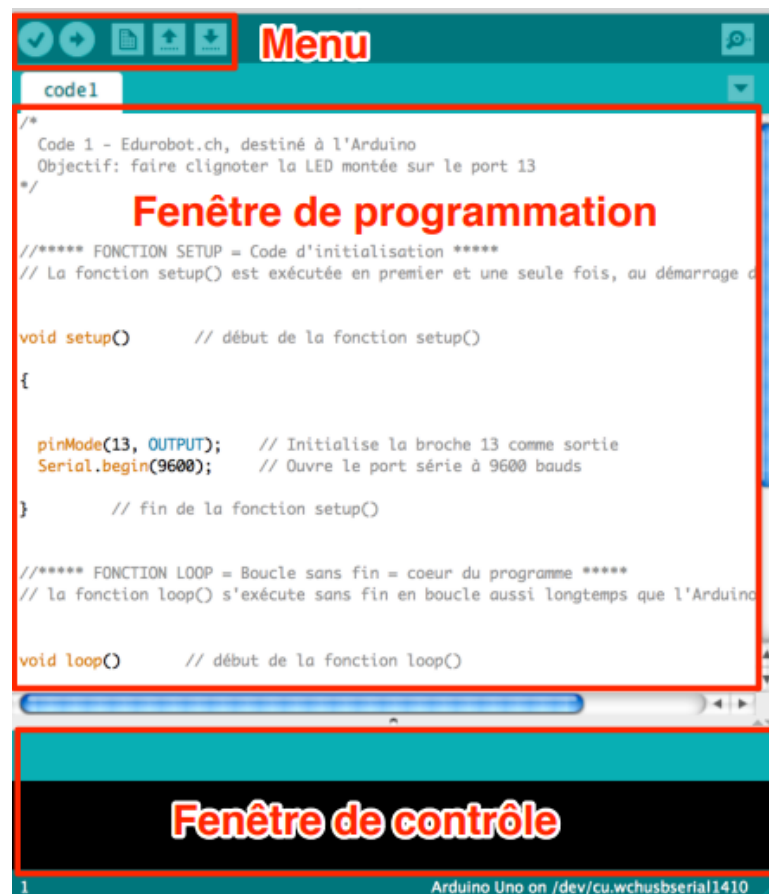 Menu
code1
/*
Code 1 - Edurobot.ch, destiné à l'Arduino
Objectif: faire clignoter la LED montée sur le port 13
*/
Fenêtre de programmation
//***** FONCTION SETUP = Code d'initialisation *****
// La fonction setup() est exécutée en premier et une seule fois, au démarrage d
void setup() // début de la fonction setup()
{
pinMode(13, OUTPUT); // Initialise la broche 13 comme sortie
Serial.begin(9600); // Ouvre le port série à 9600 bauds
} // fin de la fonction setup()
//***** FONCTION LOOP = Boucle sans fin = coeur du programme *****
// la fonction loop() s'exécute sans fin en boucle aussi longtemps que l'Arduino
void loop() // début de la fonction loop()
Fenêtre de contrôle
1 Arduino Uno on /dev/cu.wchusbserial1410